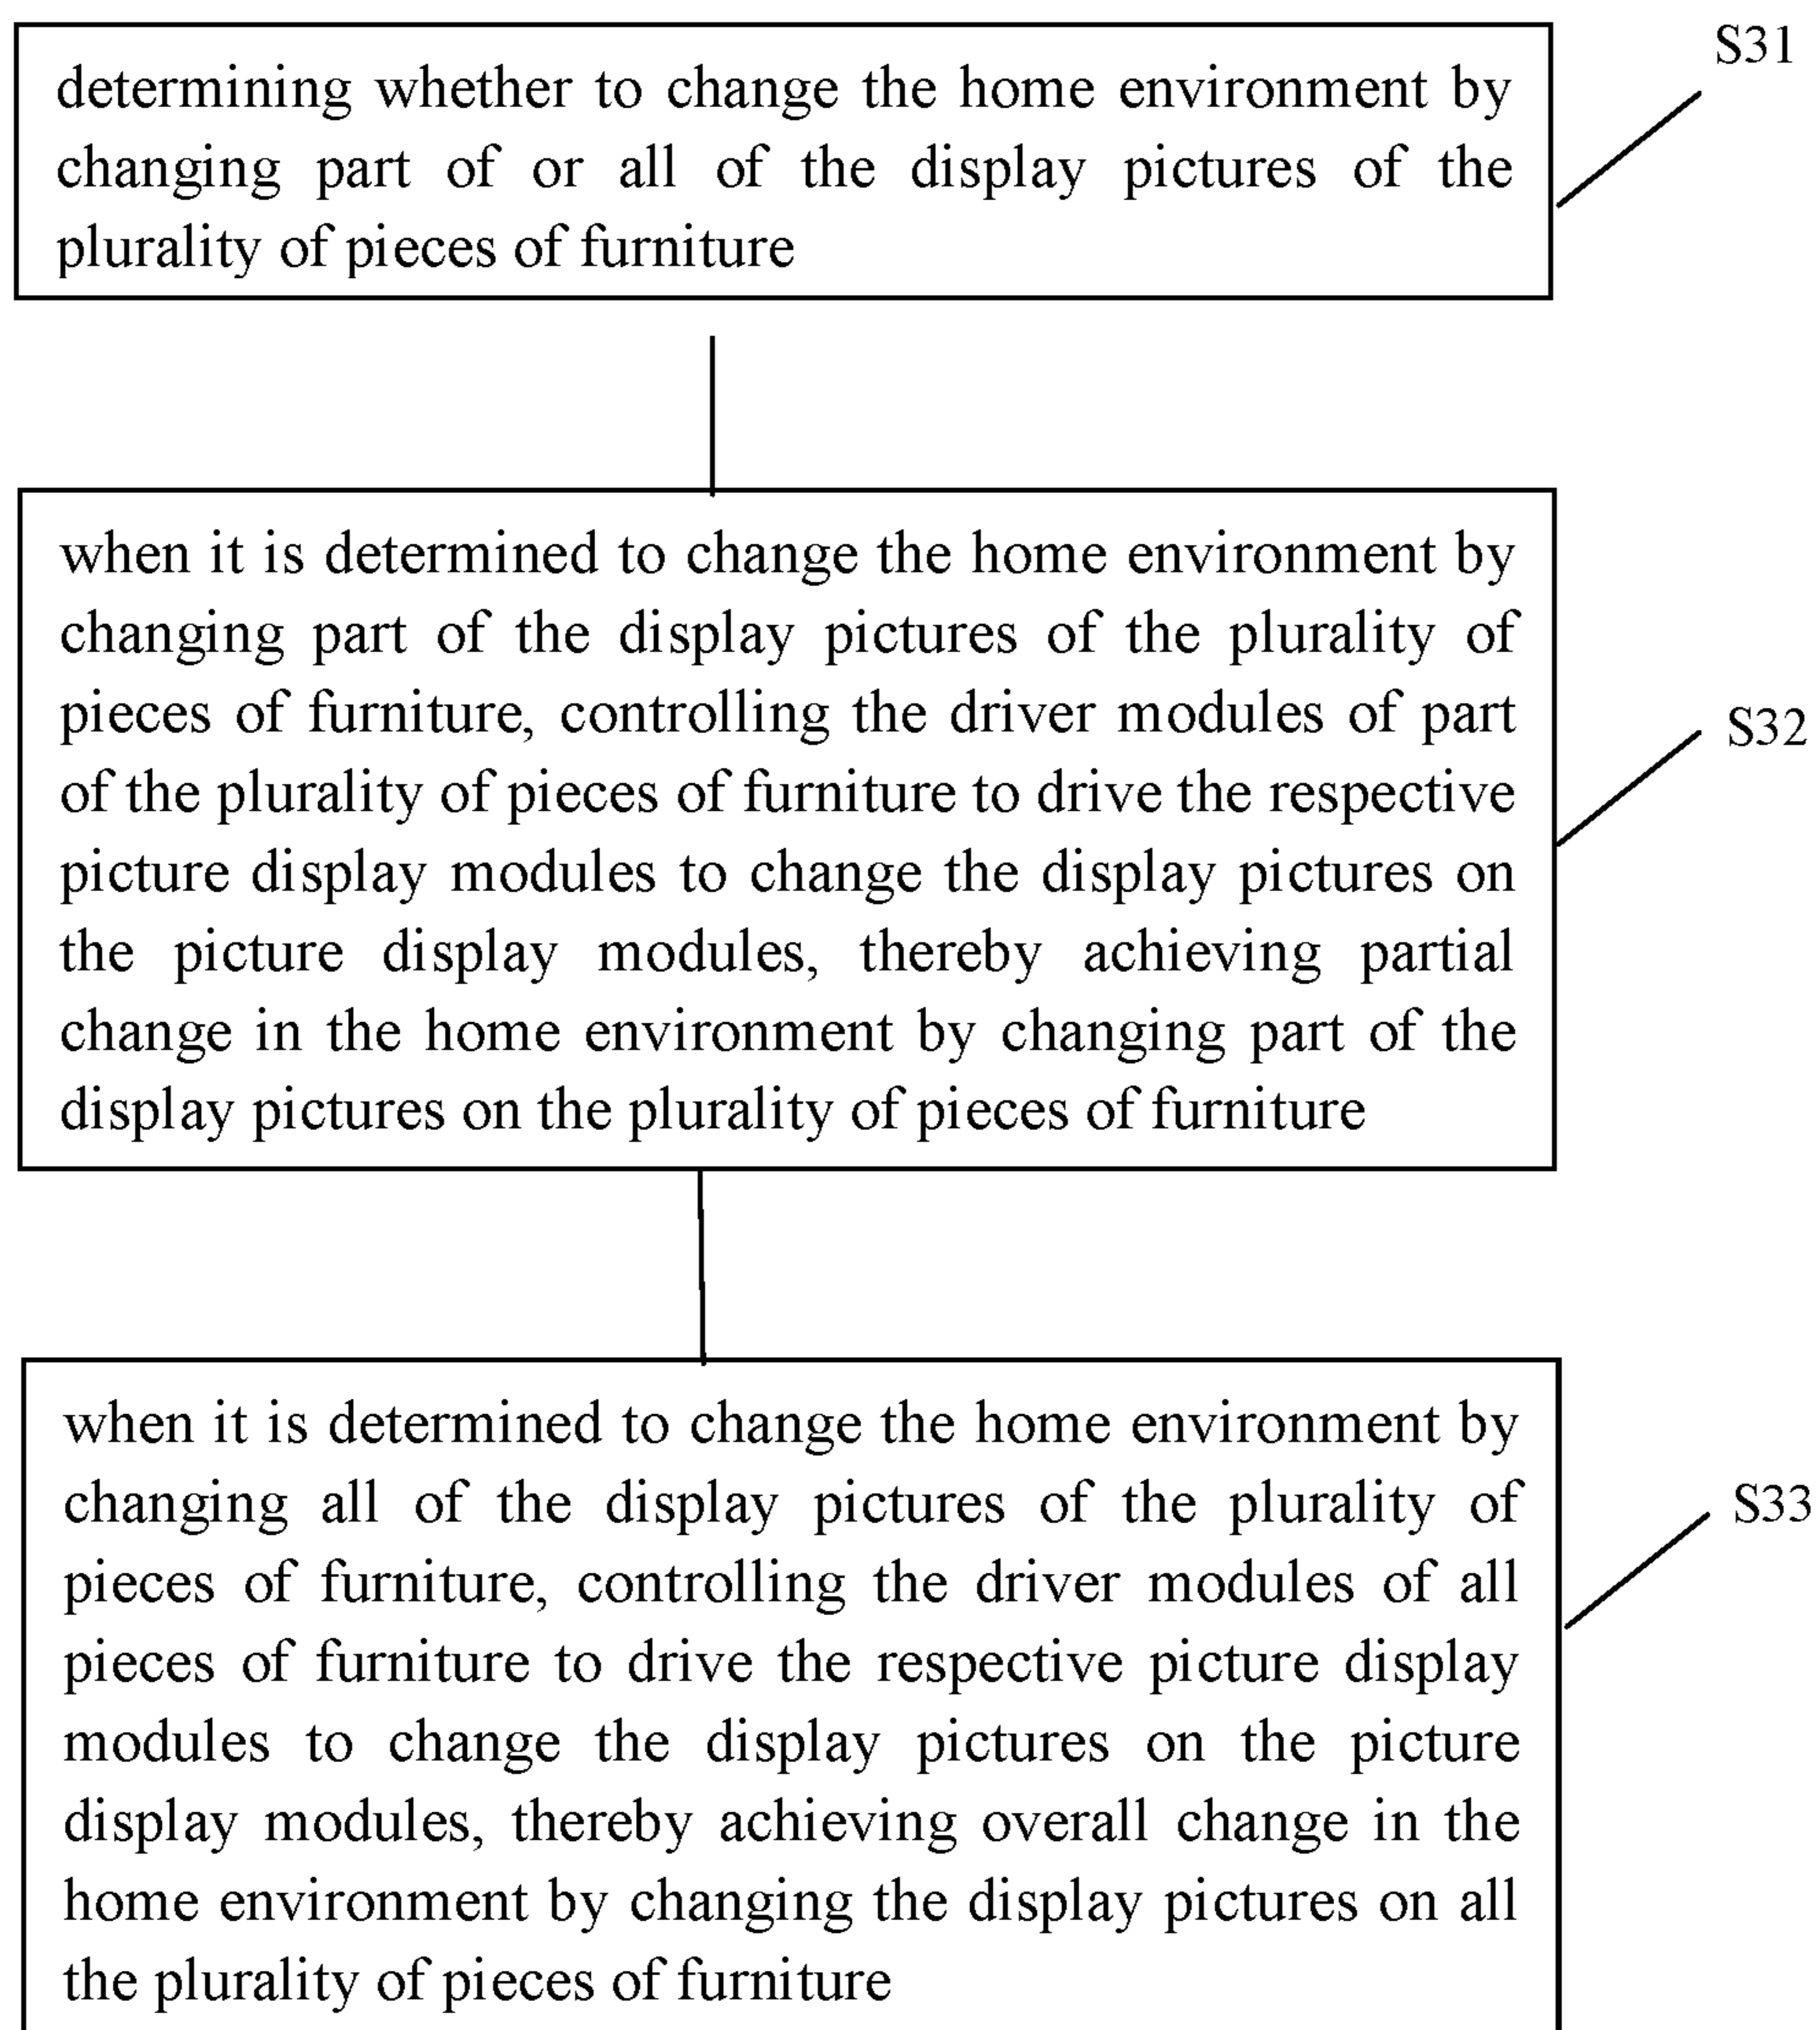 S31
determining whether to change the home environment by
changing part of or all of the display pictures of the
plurality of pieces of furniture
when it is determined to change the home environment by
changing part of the display pictures of the plurality of
pieces of furniture, controlling the driver modules of part
of the plurality of pieces of furniture to drive the respective
picture display modules to change the display pictures on
the picture display modules, thereby achieving partial
change in the home environment by changing part of the
display pictures on the plurality of pieces of furniture
S32
when it is determined to change the home environment by
changing all of the display pictures of the plurality of
pieces of furniture, controlling the driver modules of all
pieces of furniture to drive the respective picture display
modules to change the display pictures on the picture
display modules, thereby achieving overall change in the
home environment by changing the display pictures on all
the plurality of pieces of furniture
S33